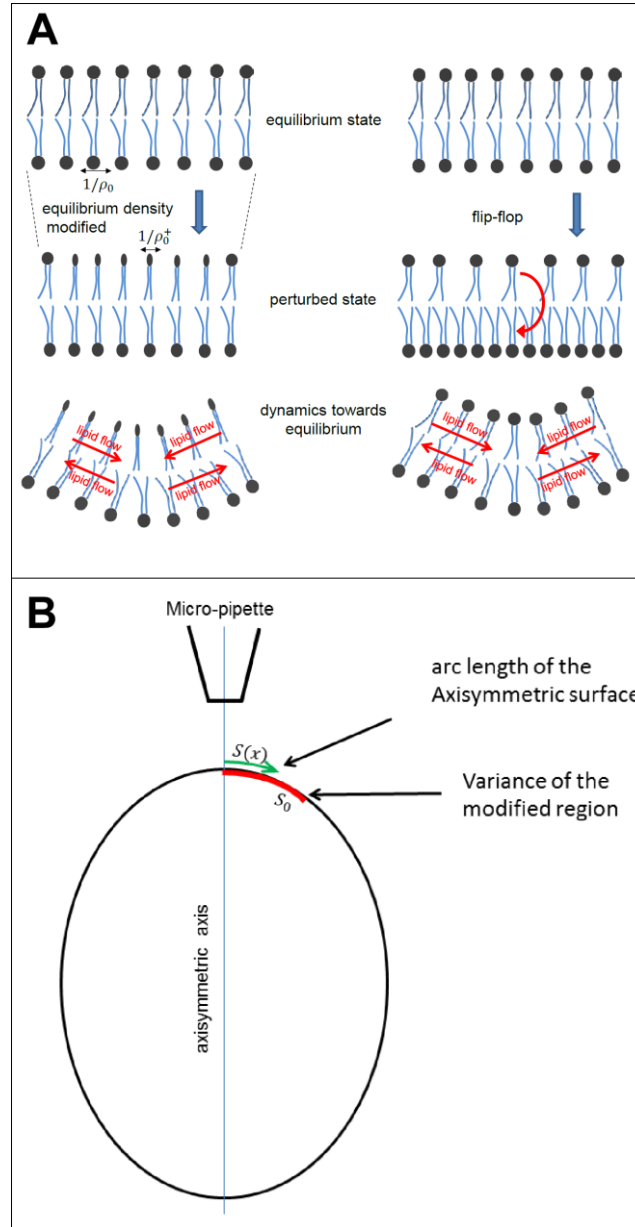 A
equilibrium state
1/ρ₀
equilibrium density
modified
flip-flop
1/ρ₀⁺
perturbed state
dynamics towards
equilibrium
lipid flow
lipid flow
lipid flow
lipid flow
lipid flow
lipid flow
lipid flow
lipid flow
B
Micro-pipette
arc length of the
Axisymmetric surface
S(x)
Variance of the
modified region
S₀
axisymmetric axis